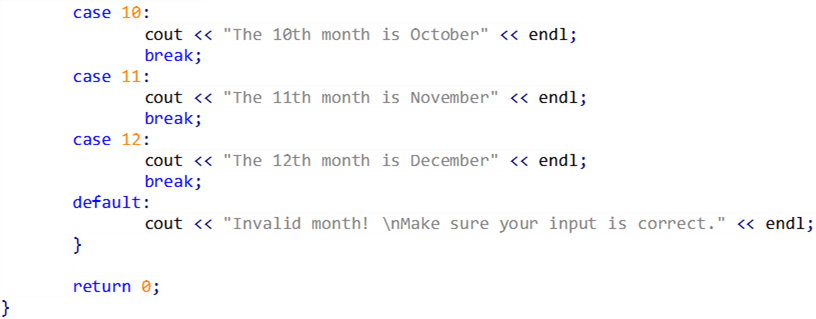 case 10:
cout << "The 10th month is October" << endl;
break;
case 11:
cout << "The 11th month is November" << endl;
break;
case 12:
cout << "The 12th month is December" << endl;
break;
default:
cout << "Invalid month! \nMake sure your input is correct." << endl;
}
return 0;
}